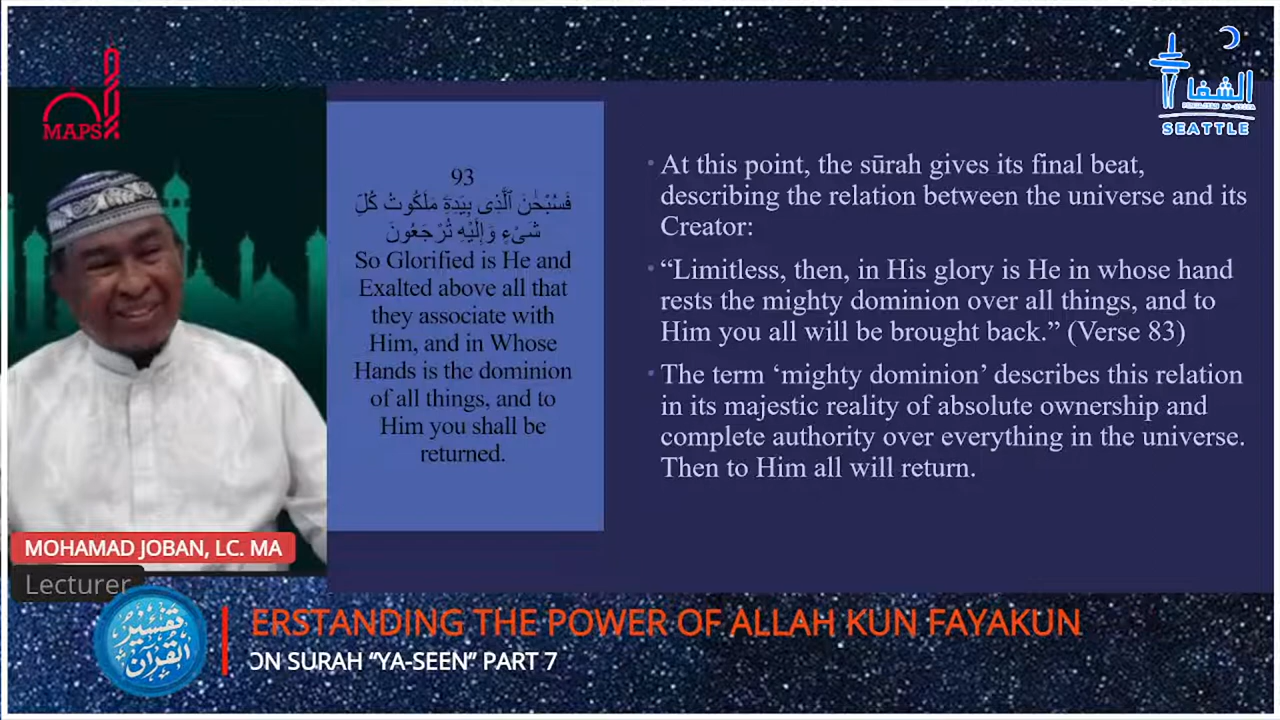 MAPS
الشفاء
SEATTLE
93
فَسُبْحَٰنَ ٱلَّذِى بِيَدِهِۦ مَلَكُوتُ كُلِّ
شَىْءٍ وَإِلَيْهِ تُرْجَعُونَ
So Glorified is He and
Exalted above all that
they associate with
Him, and in Whose
Hands is the dominion
of all things, and to
Him you shall be
returned.
• At this point, the sūrah gives its final beat,
describing the relation between the universe and its
Creator:
• “Limitless, then, in His glory is He in whose hand
rests the mighty dominion over all things, and to
Him you all will be brought back.” (Verse 83)
• The term ‘mighty dominion’ describes this relation
in its majestic reality of absolute ownership and
complete authority over everything in the universe.
Then to Him all will return.
MOHAMAD JOBAN, LC. MA
Lecturer
تفسير
القرآن
ERSTANDING THE POWER OF ALLAH KUN FAYAKUN
ON SURAH “YA-SEEN” PART 7